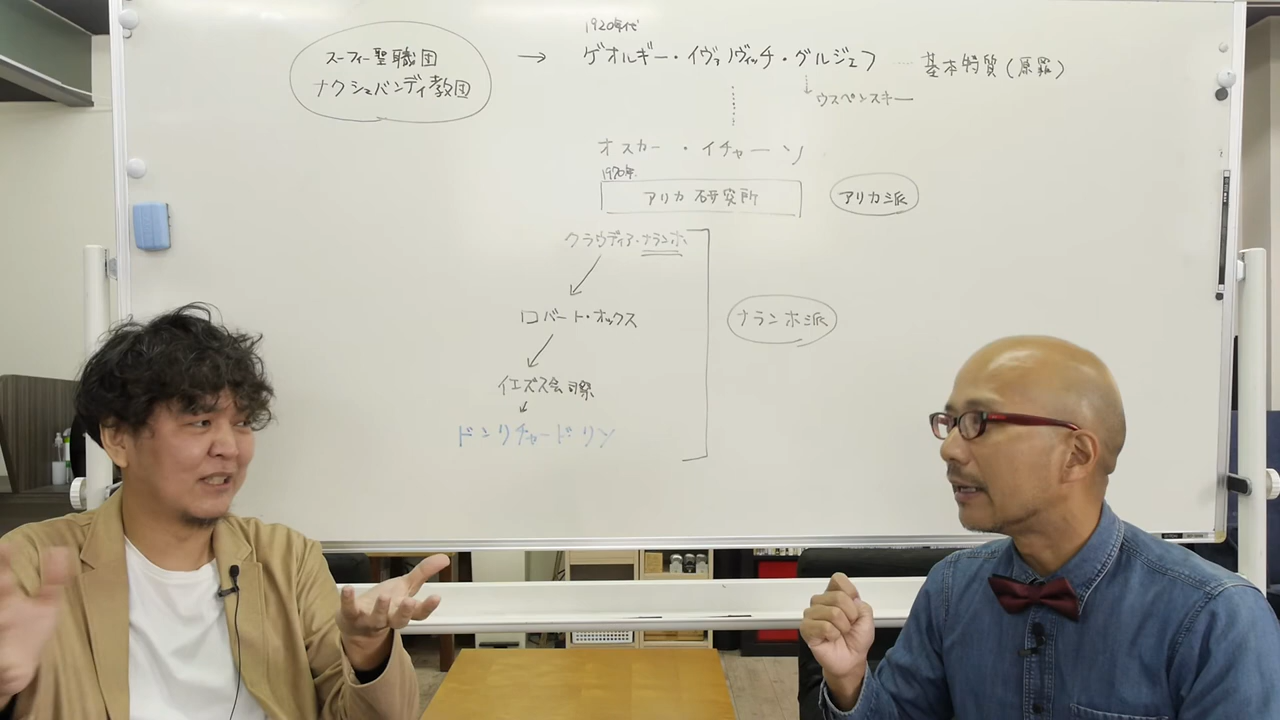 1920年代
スーフィー聖職団 → ゲオルギー・イヴァノヴィッチ・グルジェフ ...... 基本特質(原罪)
ナクシュバンディ教団
ウスペンスキー
オスカー・イチャーソ
1970年.
アリカ研究所 アリカ派
クラウディア・ナランホ
ロバート・オックス ナランホ派
イエズス会司祭
ドンリチャード・リソ